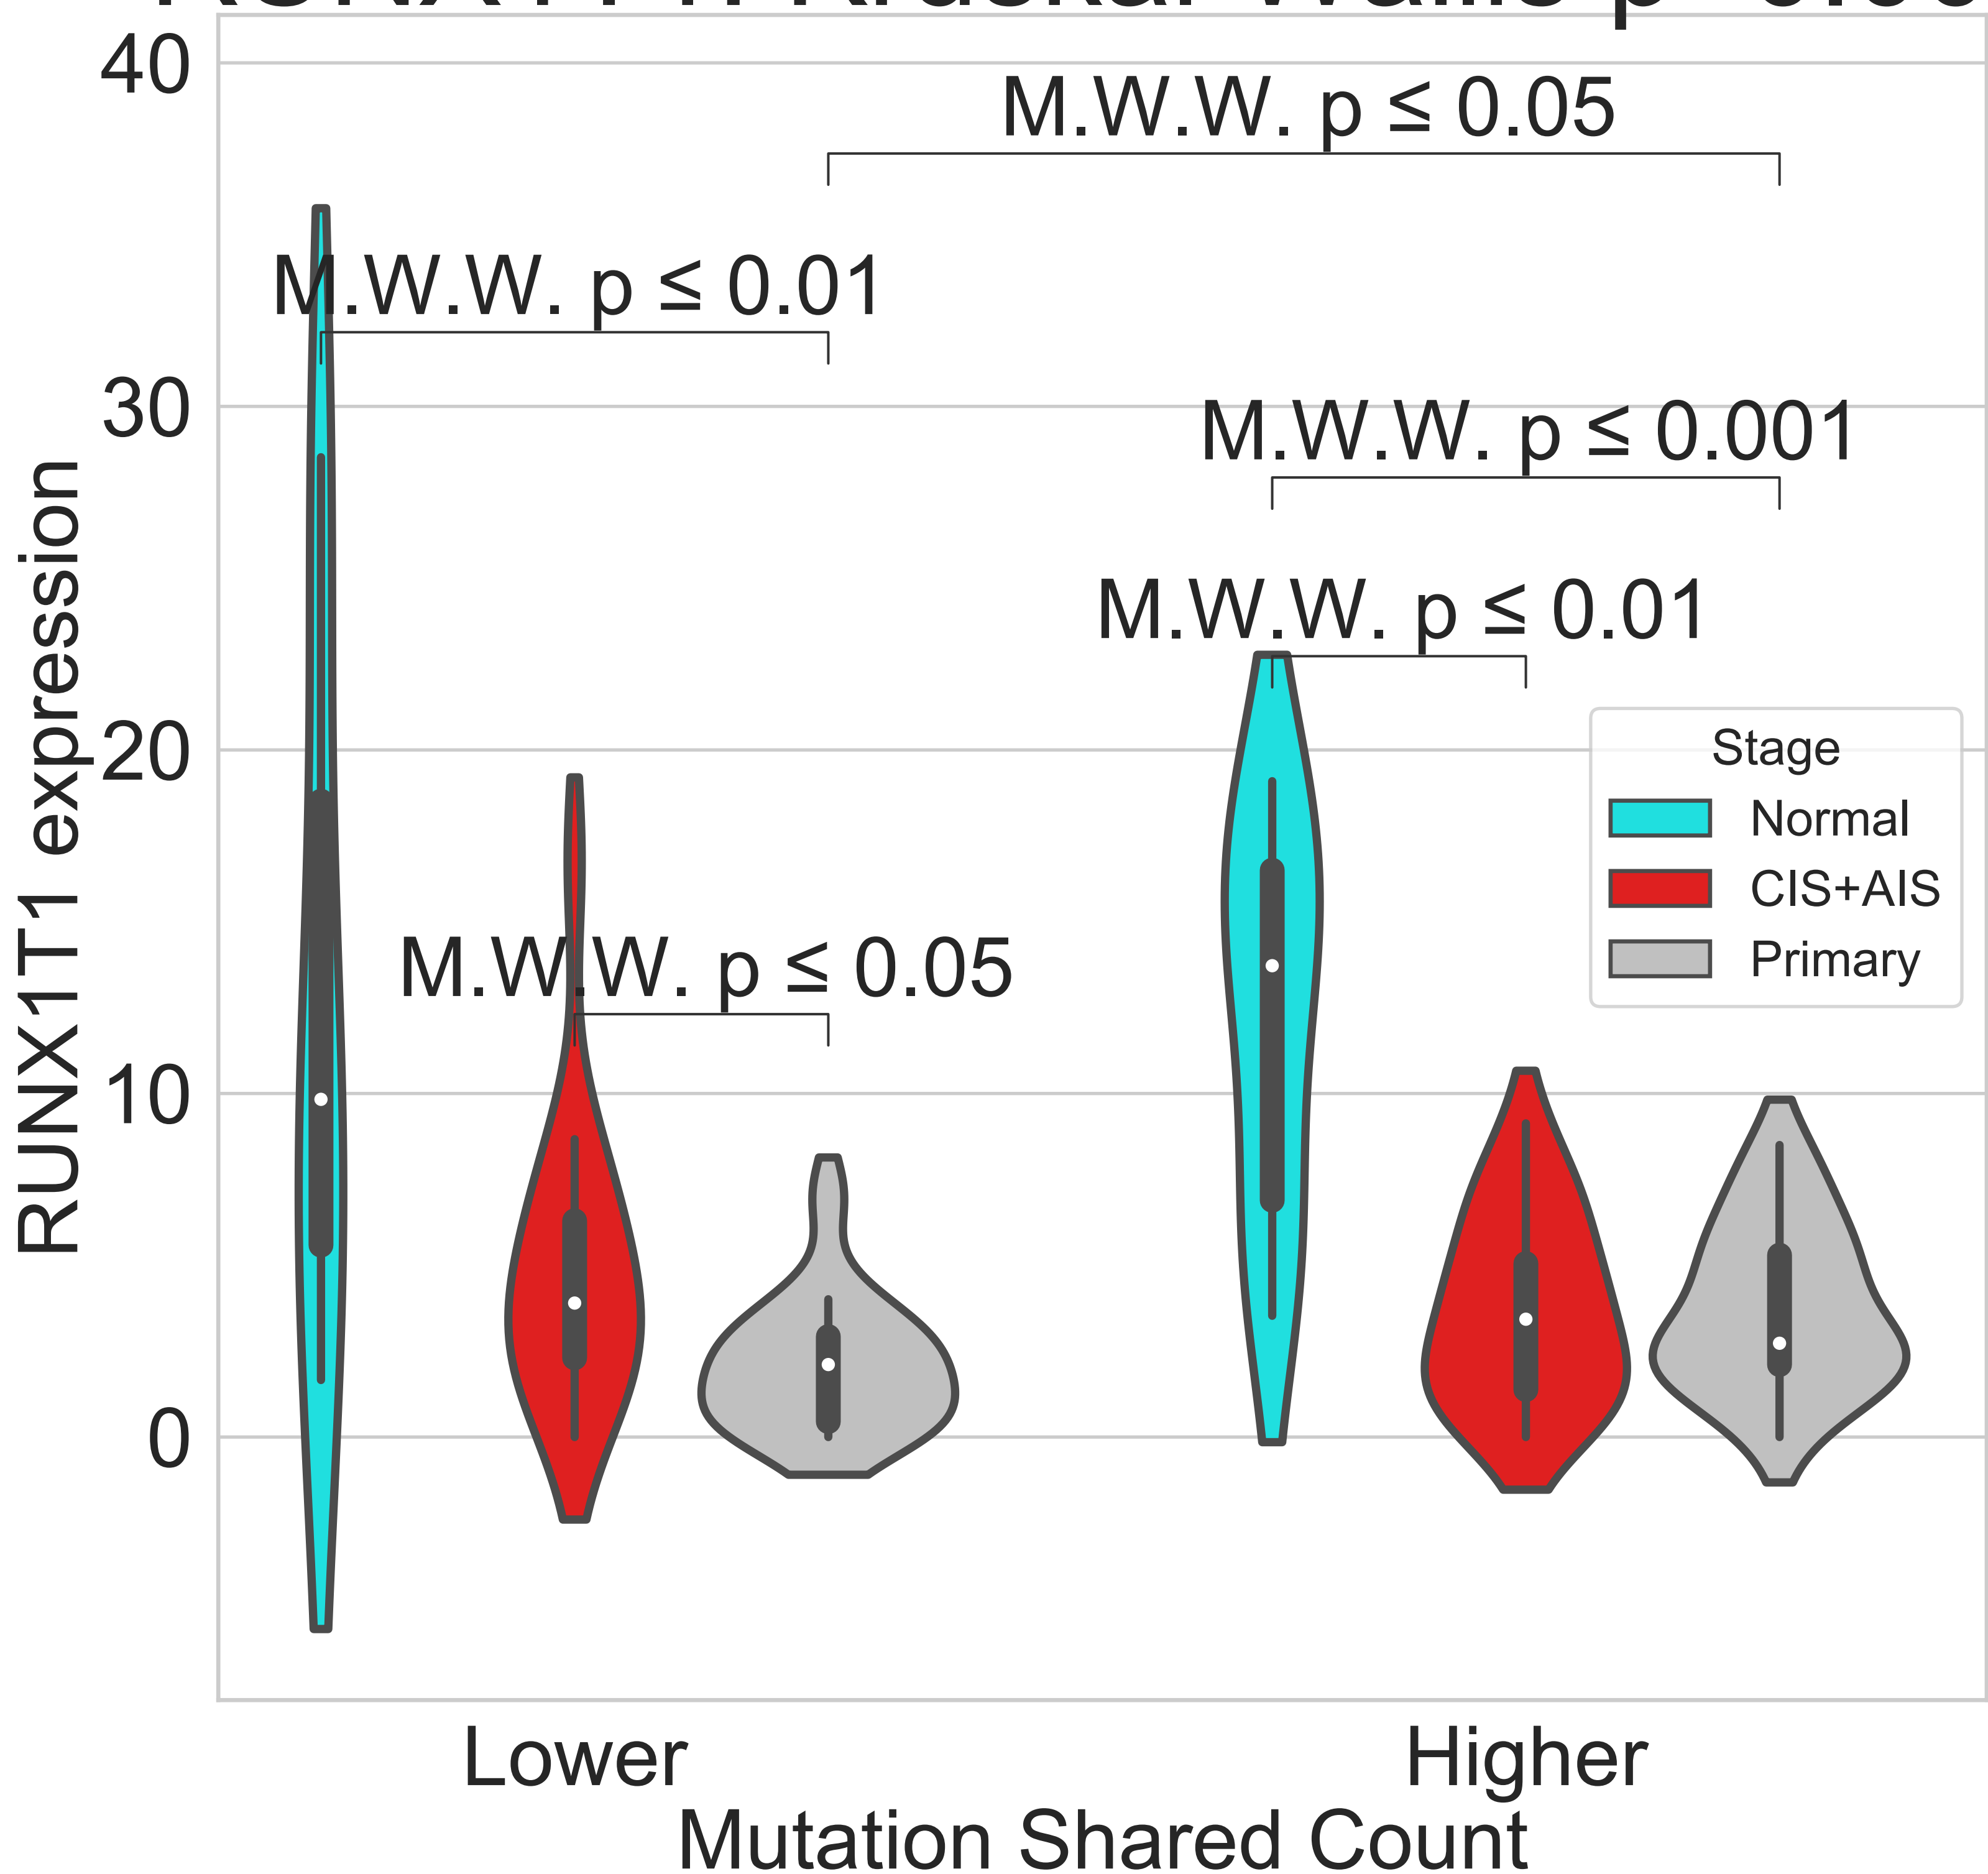 40
M.W.W. p ≤ 0.05
M.W.W. p ≤ 0.01
30
M.W.W. p ≤ 0.001
M.W.W. p ≤ 0.01
20
Stage
Normal
CIS+AIS
Primary
M.W.W. p ≤ 0.05
10
0
RUNX1T1 expression
Lower
Higher
Mutation Shared Count